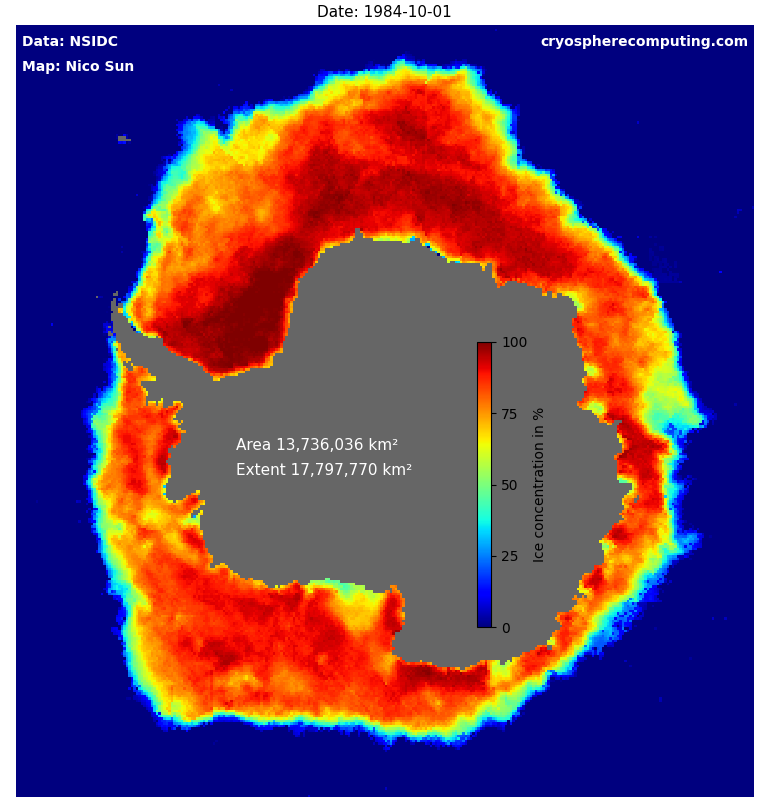 Date: 1984-10-01
Data: NSIDC
cryospherecomputing.com
Map: Nico Sun
100
75
50
25
0
Ice concentration in %
Area 13,736,036 km²
Extent 17,797,770 km²